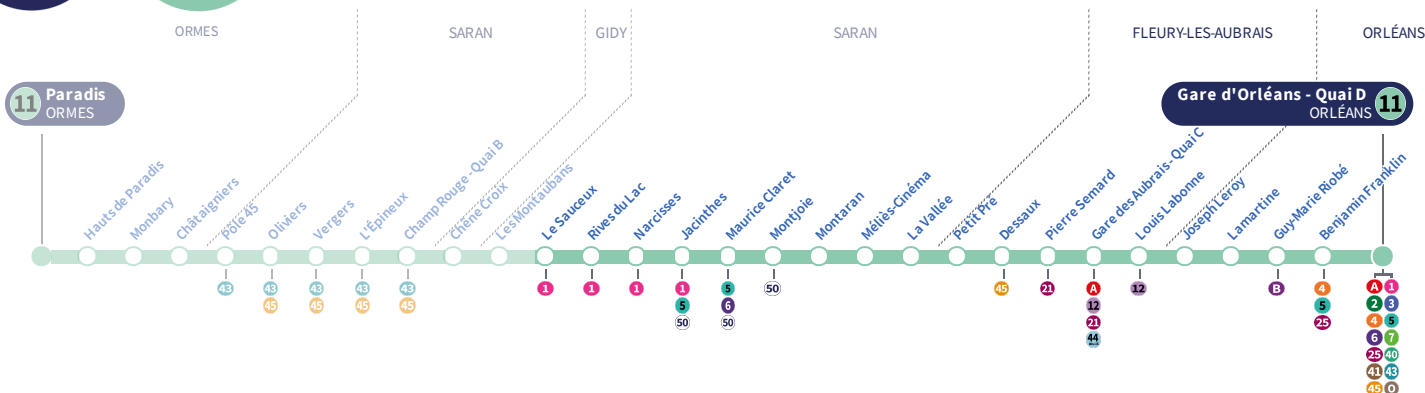 ORMES
SARAN
GIDY
SARAN
FLEURY-LES-AUBRAIS
ORLÉANS
11 Paradis
ORMES
Gare d'Orléans - Quai D 11
ORLÉANS
Hauts de Paradis
Monbary
Châtaigniers
Pôle 45
Oliviers
Vergers
L'Épineux
Champ Rouge - Quai B
Chêne Croix
Les Montaubans
Le Sauceux
Rives du Lac
Narcisses
Jacinthes
Maurice Claret
Montjoie
Montaran
Méliès-Cinéma
La Vallée
Petit Pré
Dessaux
Pierre Semard
Gare des Aubrais - Quai C
Louis Labonne
Joseph Leroy
Lamartine
Guy-Marie Riobé
Benjamin Franklin
43 43 43 43 43 1 1 1 1 5 50 45 21 A 12 B 4 A 1
45 45 45 45 5 6 12 5 2 3
50 50 21 25 4 5
44 6 7
25 40
41 43
45 O